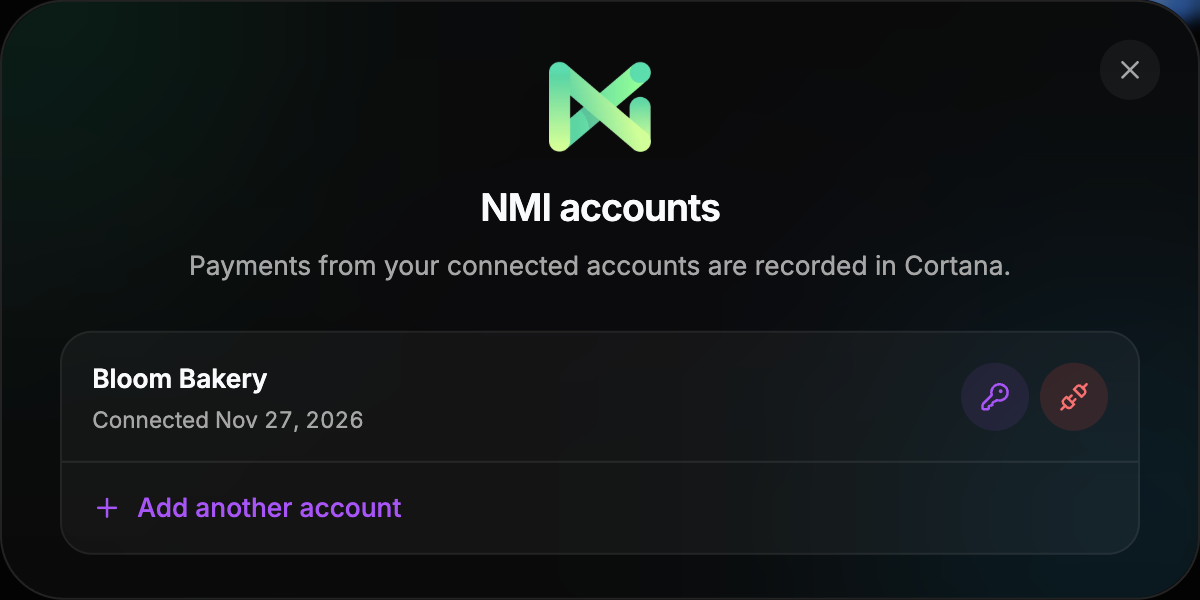 NMI accounts
Payments from your connected accounts are recorded in Cortana.
Bloom Bakery
Connected Nov 27, 2026
+ Add another account